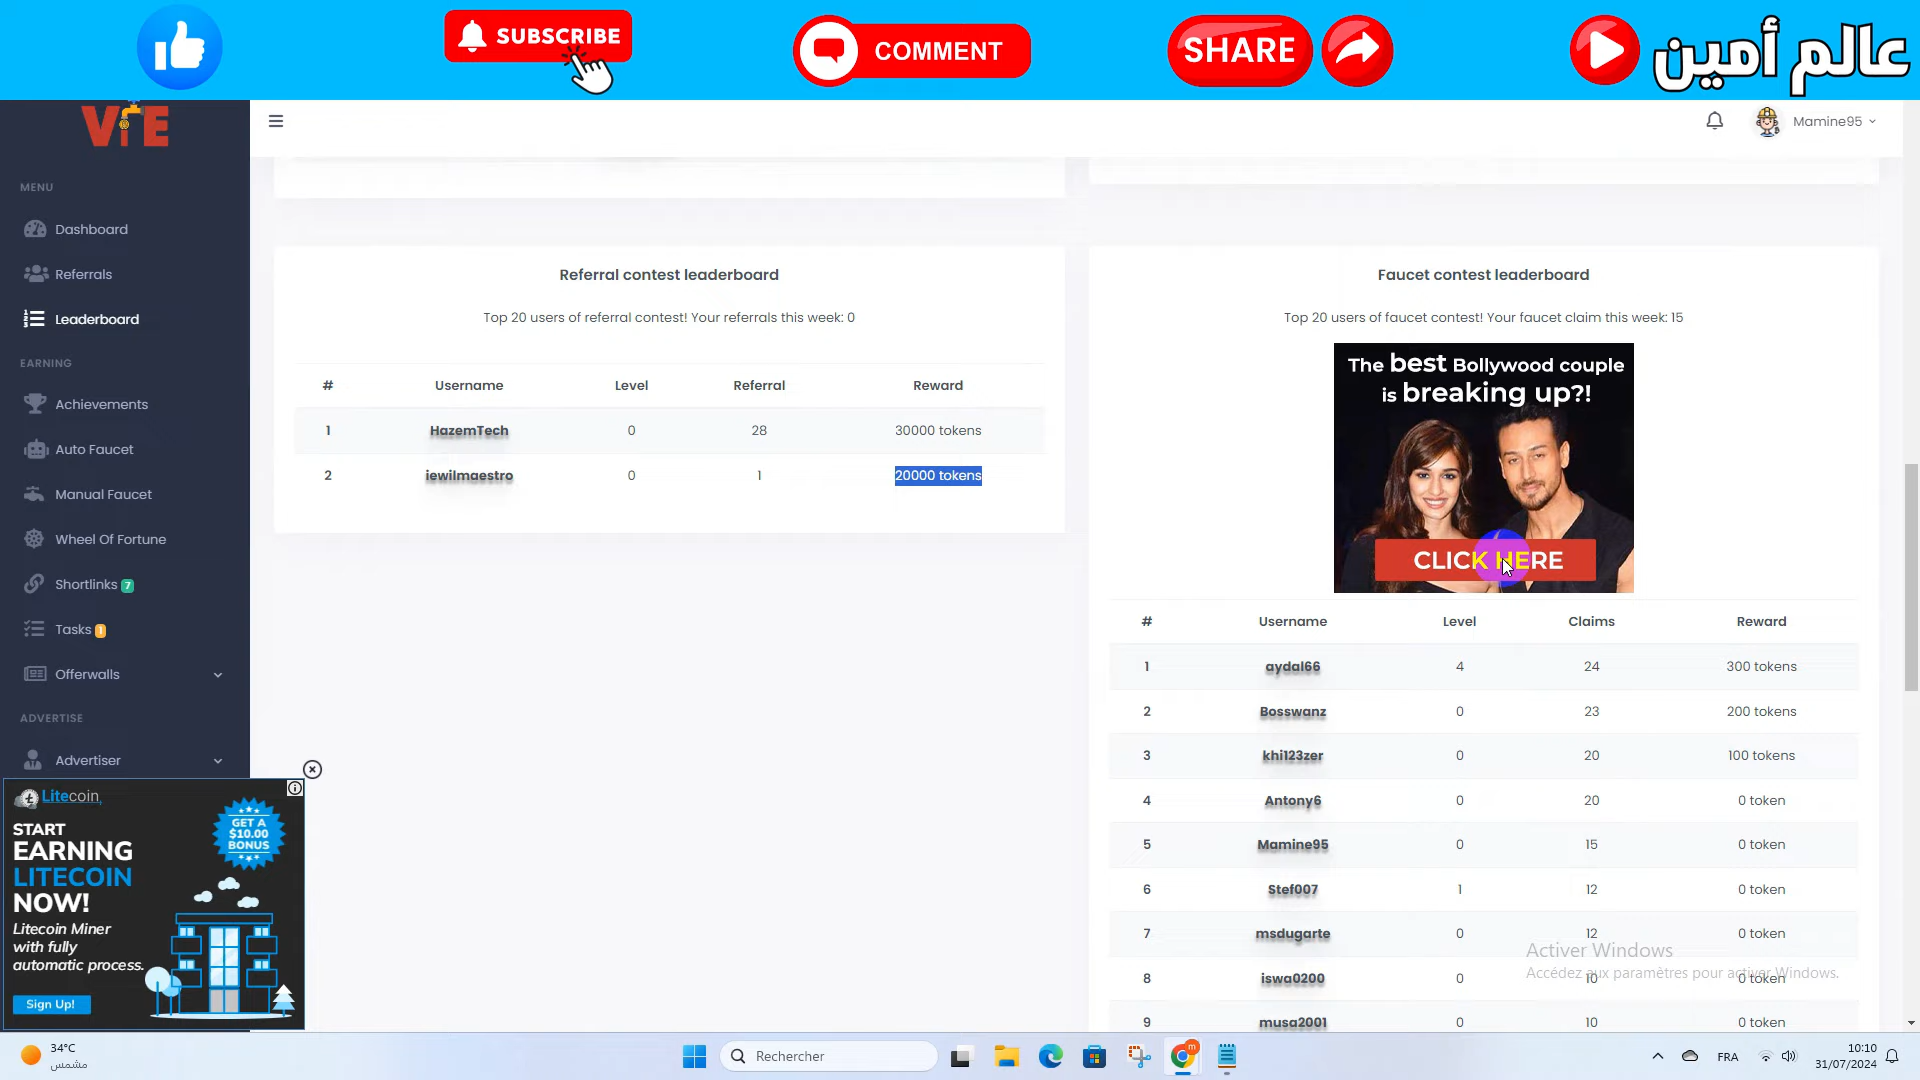 SUBSCRIBE
COMMENT
SHARE
عالم أمين
VIE
Mamine95
MENU
Dashboard
Referrals
Leaderboard
EARNING
Achievements
Auto Faucet
Manual Faucet
Wheel Of Fortune
Shortlinks 7
Tasks 1
Offerwalls
ADVERTISE
Advertiser
Referral contest leaderboard
Top 20 users of referral contest! Your referrals this week: 0
# Username Level Referral Reward
1 HazemTech 0 28 30000 tokens
2 iewilmaestro 0 1 20000 tokens
Faucet contest leaderboard
Top 20 users of faucet contest! Your faucet claim this week: 15
The best Bollywood couple
is breaking up?!
CLICK HERE
# Username Level Claims Reward
1 aydal66 4 24 300 tokens
2 Bosswanz 0 23 200 tokens
3 khi123zer 0 20 100 tokens
4 Antony6 0 20 0 token
5 Mamine95 0 15 0 token
6 Stef007 1 12 0 token
7 msdugarte 0 12 0 token
8 iswa0200 0 10 0 token
9 musa2001 0 10 0 token
Litecoin,
START
EARNING
LITECOIN
NOW!
Litecoin Miner
with fully
automatic process.
Sign Up!
GET A
$10.00
BONUS
Activer Windows
Accédez aux paramètres pour activer Windows.
34°C
مشمس
Rechercher
m
FRA
10:10
31/07/2024